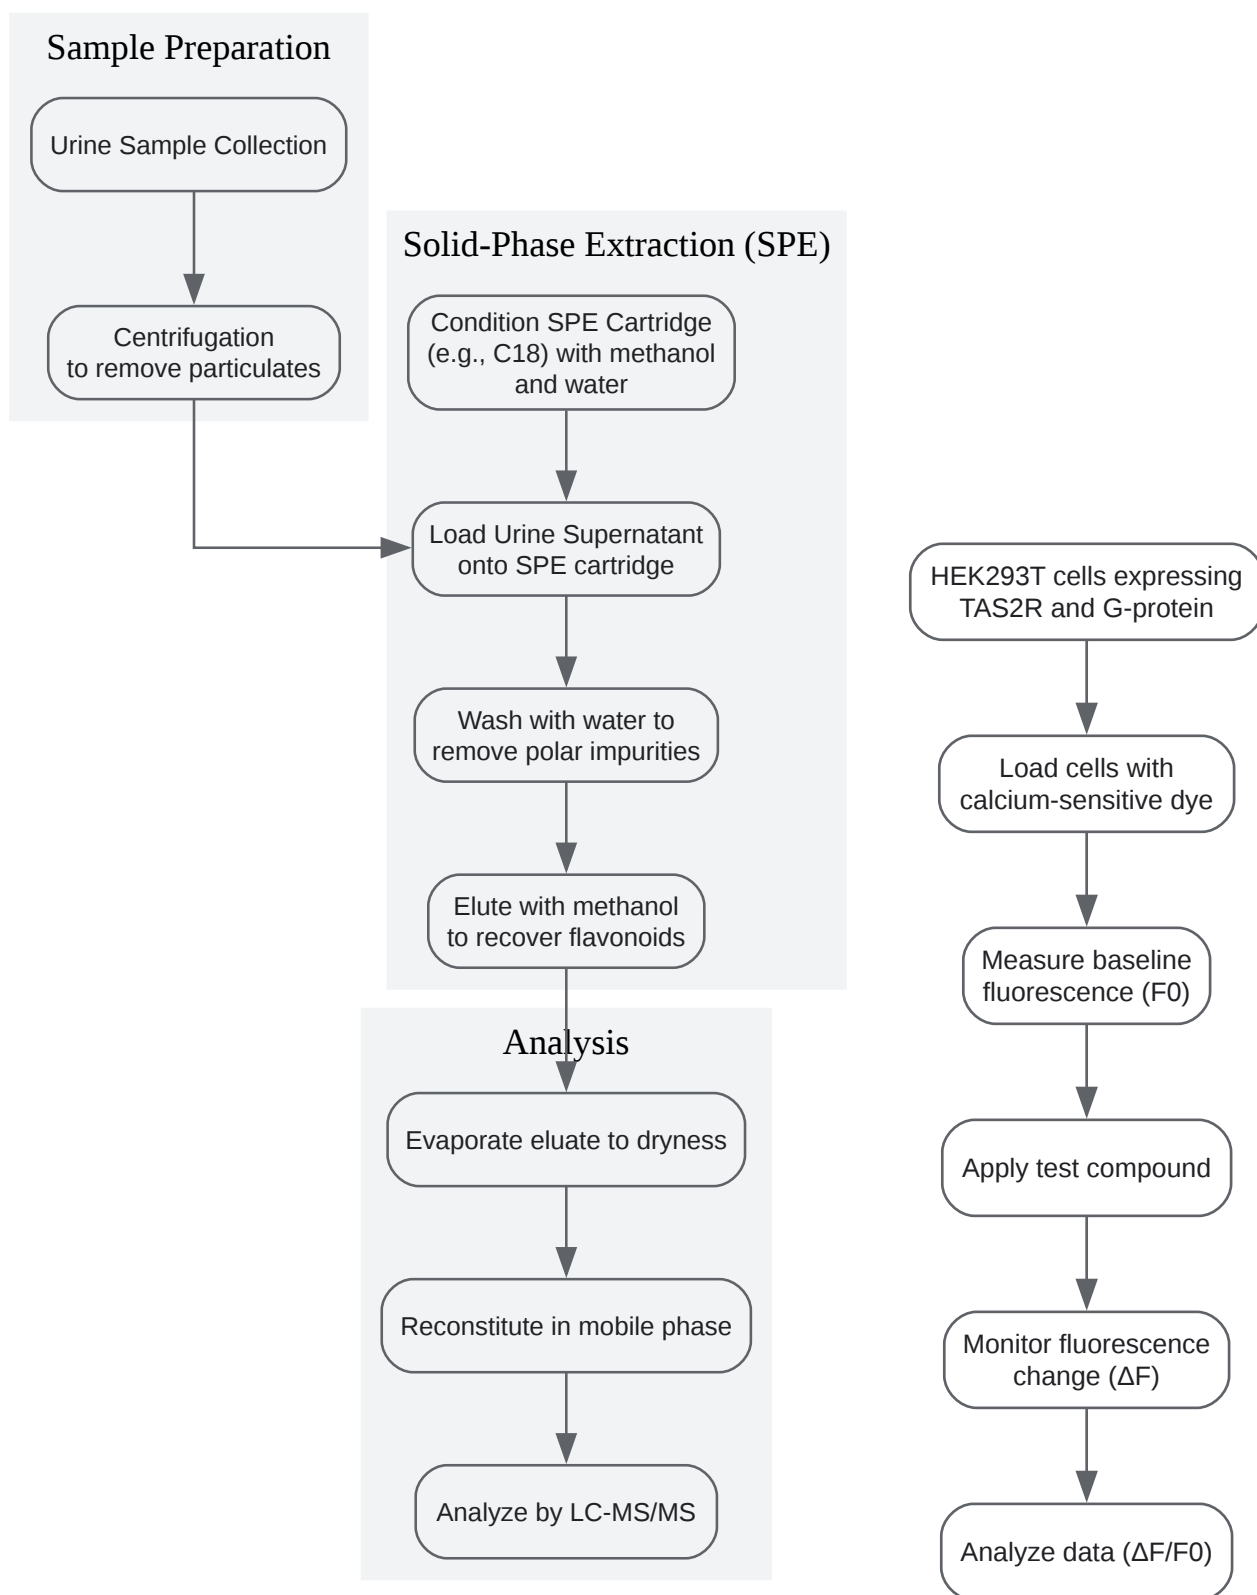 Sample Preparation
Urine Sample Collection
Centrifugation
to remove particulates
Solid-Phase Extraction (SPE)
Condition SPE Cartridge
(e.g., C18) with methanol
and water
Load Urine Supernatant
onto SPE cartridge
Wash with water to
remove polar impurities
Elute with methanol
to recover flavonoids
Analysis
Evaporate eluate to dryness
Reconstitute in mobile phase
Analyze by LC-MS/MS
HEK293T cells expressing
TAS2R and G-protein
Load cells with
calcium-sensitive dye
Measure baseline
fluorescence (F0)
Apply test compound
Monitor fluorescence
change (ΔF)
Analyze data (ΔF/F0)